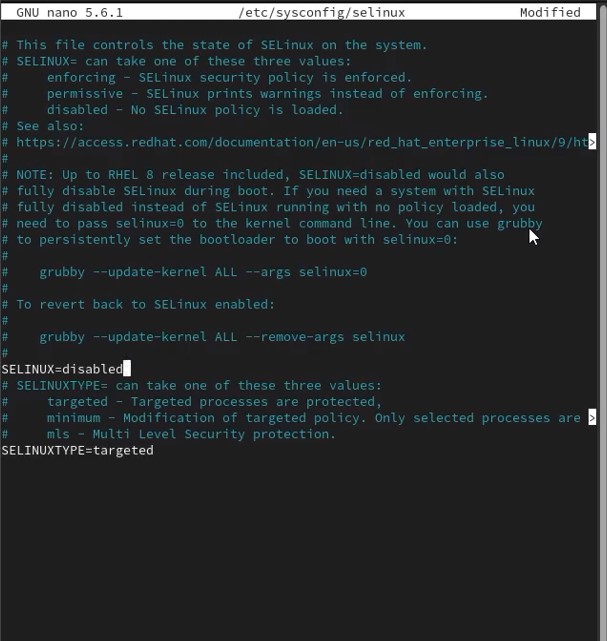 GNU nano 5.6.1 /etc/sysconfig/selinux Modified
# This file controls the state of SELinux on the system.
# SELINUX= can take one of these three values:
#     enforcing - SELinux security policy is enforced.
#     permissive - SELinux prints warnings instead of enforcing.
#     disabled - No SELinux policy is loaded.
# See also:
# https://access.redhat.com/documentation/en-us/red_hat_enterprise_linux/9/ht>
#
# NOTE: Up to RHEL 8 release included, SELINUX=disabled would also
# fully disable SELinux during boot. If you need a system with SELinux
# fully disabled instead of SELinux running with no policy loaded, you
# need to pass selinux=0 to the kernel command line. You can use grubby
# to persistently set the bootloader to boot with selinux=0:
#
#    grubby --update-kernel ALL --args selinux=0
#
# To revert back to SELinux enabled:
#
#    grubby --update-kernel ALL --remove-args selinux
#
SELINUX=disabled
# SELINUXTYPE= can take one of these three values:
#     targeted - Targeted processes are protected,
#     minimum - Modification of targeted policy. Only selected processes are >
#     mls - Multi Level Security protection.
SELINUXTYPE=targeted